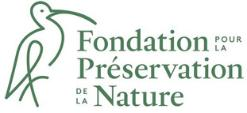 Fondation POUR LA
Préservation
DE LA Nature